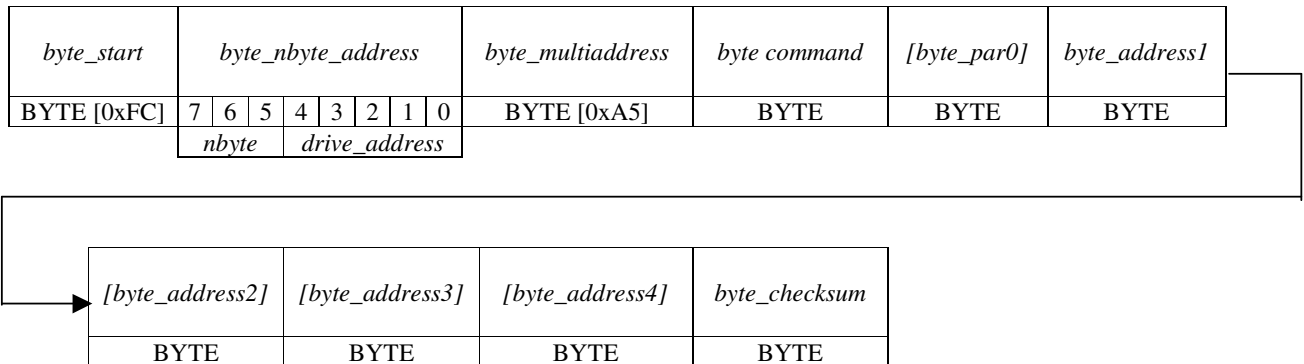 byte_start byte_nbyte_address byte_multiaddress byte command [byte_par0] byte_address1
BYTE [0xFC] 7 6 5 4 3 2 1 0 BYTE [0xA5] BYTE BYTE BYTE
nbyte drive_address
[byte_address2] [byte_address3] [byte_address4] byte_checksum
BYTE BYTE BYTE BYTE